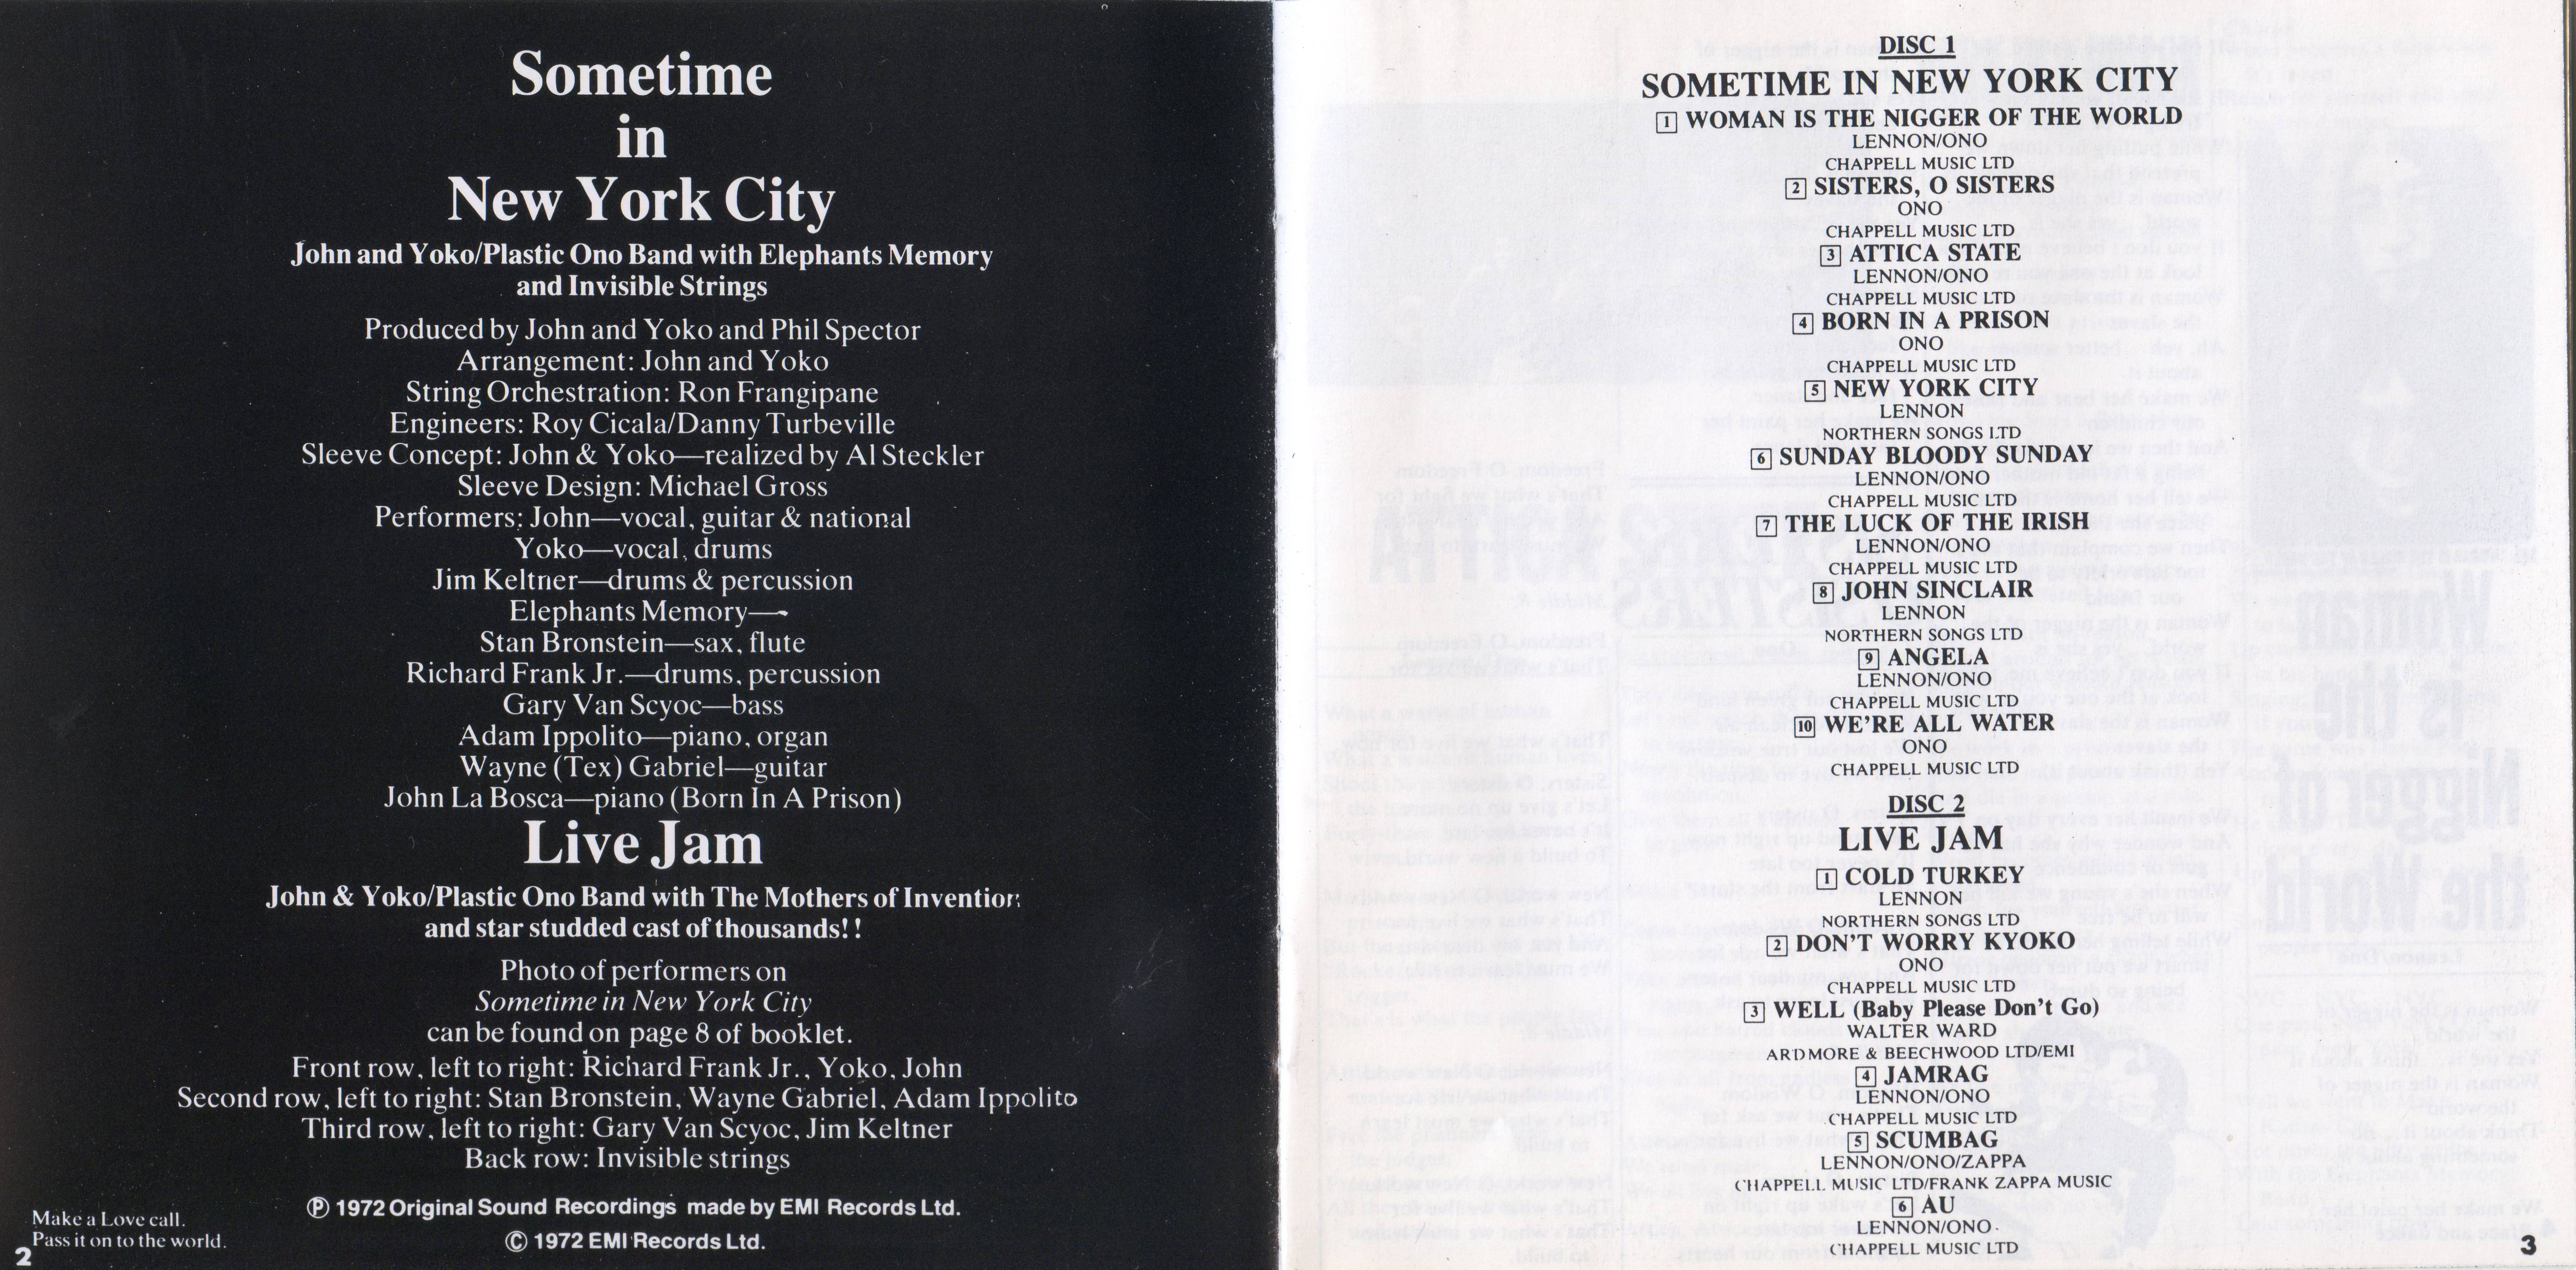 Sometime
in
New York City
John and Yoko/Plastic Ono Band with Elephants Memory
and Invisible Strings
Produced by John and Yoko and Phil Spector
Arrangement: John and Yoko
String Orchestration: Ron Frangipane
Engineers: Roy Cicala/Danny Turbeville
Sleeve Concept: John & Yoko—realized by Al Steckler
Sleeve Design: Michael Gross
Performers: John—vocal, guitar & national
Yoko—vocal, drums
Jim Keltner—drums & percussion
Elephants Memory—
Stan Bronstein—sax, flute
Richard Frank Jr.—drums, percussion
Gary Van Scyoc—bass
Adam Ippolito—piano, organ
Wayne (Tex) Gabriel—guitar
John La Bosca—piano (Born In A Prison)
Live Jam
John & Yoko/Plastic Ono Band with The Mothers of Invention
and star studded cast of thousands!!
Photo of performers on
Sometime in New York City
can be found on page 8 of booklet.
Front row, left to right: Richard Frank Jr., Yoko, John
Second row, left to right: Stan Bronstein, Wayne Gabriel, Adam Ippolito
Third row, left to right: Gary Van Scyoc, Jim Keltner
Back row: Invisible strings
Ⓟ 1972 Original Sound Recordings made by EMI Records Ltd.
© 1972 EMI Records Ltd.
Make a Love call.
Pass it on to the world.
2
DISC 1
SOMETIME IN NEW YORK CITY
1 WOMAN IS THE NIGGER OF THE WORLD
LENNON/ONO
CHAPPELL MUSIC LTD
2 SISTERS, O SISTERS
ONO
CHAPPELL MUSIC LTD
3 ATTICA STATE
LENNON/ONO
CHAPPELL MUSIC LTD
4 BORN IN A PRISON
ONO
CHAPPELL MUSIC LTD
5 NEW YORK CITY
LENNON
NORTHERN SONGS LTD
6 SUNDAY BLOODY SUNDAY
LENNON/ONO
CHAPPELL MUSIC LTD
7 THE LUCK OF THE IRISH
LENNON/ONO
CHAPPELL MUSIC LTD
8 JOHN SINCLAIR
LENNON
NORTHERN SONGS LTD
9 ANGELA
LENNON/ONO
CHAPPELL MUSIC LTD
10 WE'RE ALL WATER
ONO
CHAPPELL MUSIC LTD
DISC 2
LIVE JAM
1 COLD TURKEY
LENNON
NORTHERN SONGS LTD
2 DON'T WORRY KYOKO
ONO
CHAPPELL MUSIC LTD
3 WELL (Baby Please Don't Go)
WALTER WARD
ARDMORE & BEECHWOOD LTD/EMI
4 JAMRAG
LENNON/ONO
CHAPPELL MUSIC LTD
5 SCUMBAG
LENNON/ONO/ZAPPA
CHAPPELL MUSIC LTD/FRANK ZAPPA MUSIC
6 AU
LENNON/ONO
CHAPPELL MUSIC LTD
3